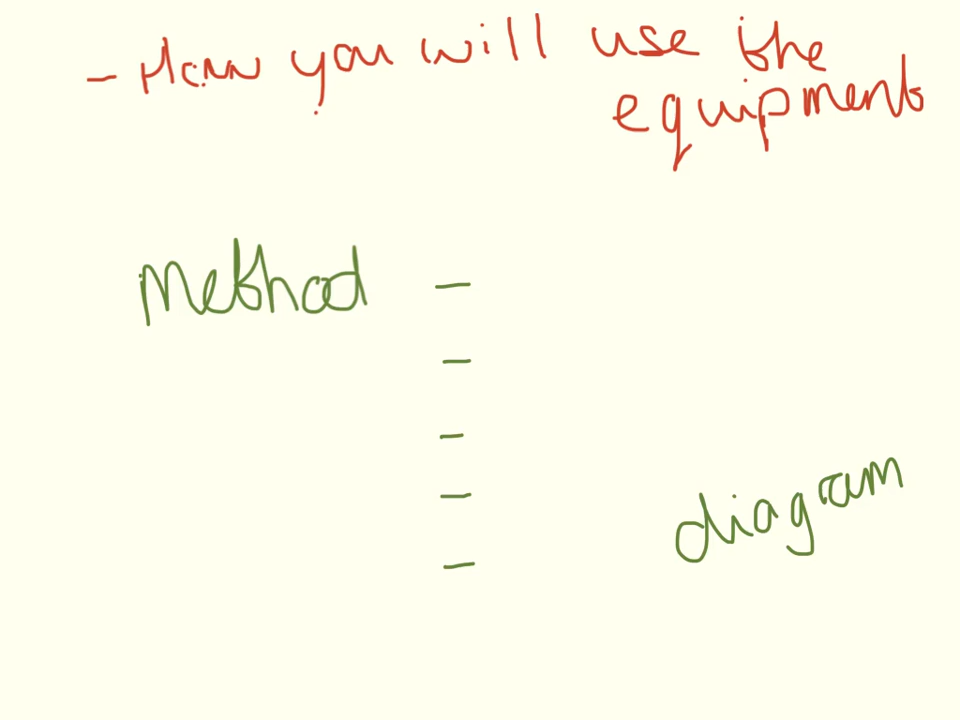 - How you will use the
equipment
Method -
-
-
-
diagram
-